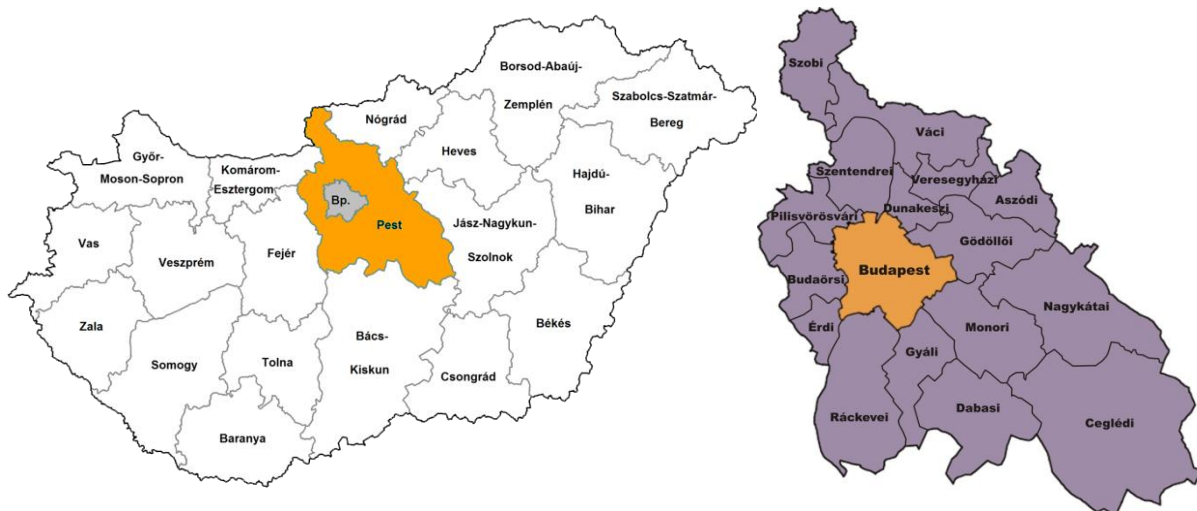 Borsod-Abaúj-
Zemplén
Szabolcs-Szatmár-
Bereg
Nógrád
Heves
Győr-
Moson-Sopron
Komárom-
Esztergom
Hajdú-
Bihar
Bp.
Pest
Jász-Nagykun-
Szolnok
Vas
Veszprém
Fejér
Zala
Somogy
Tolna
Bács-
Kiskun
Békés
Csongrád
Baranya
Szobi
Váci
Szentendrei
Veresegyházi
Aszódi
Pilisvörösvári
Dunakeszi
Gödöllői
Budaörsi
Budapest
Nagykátai
Érdi
Gyáli
Monori
Ráckevei
Dabasi
Ceglédi